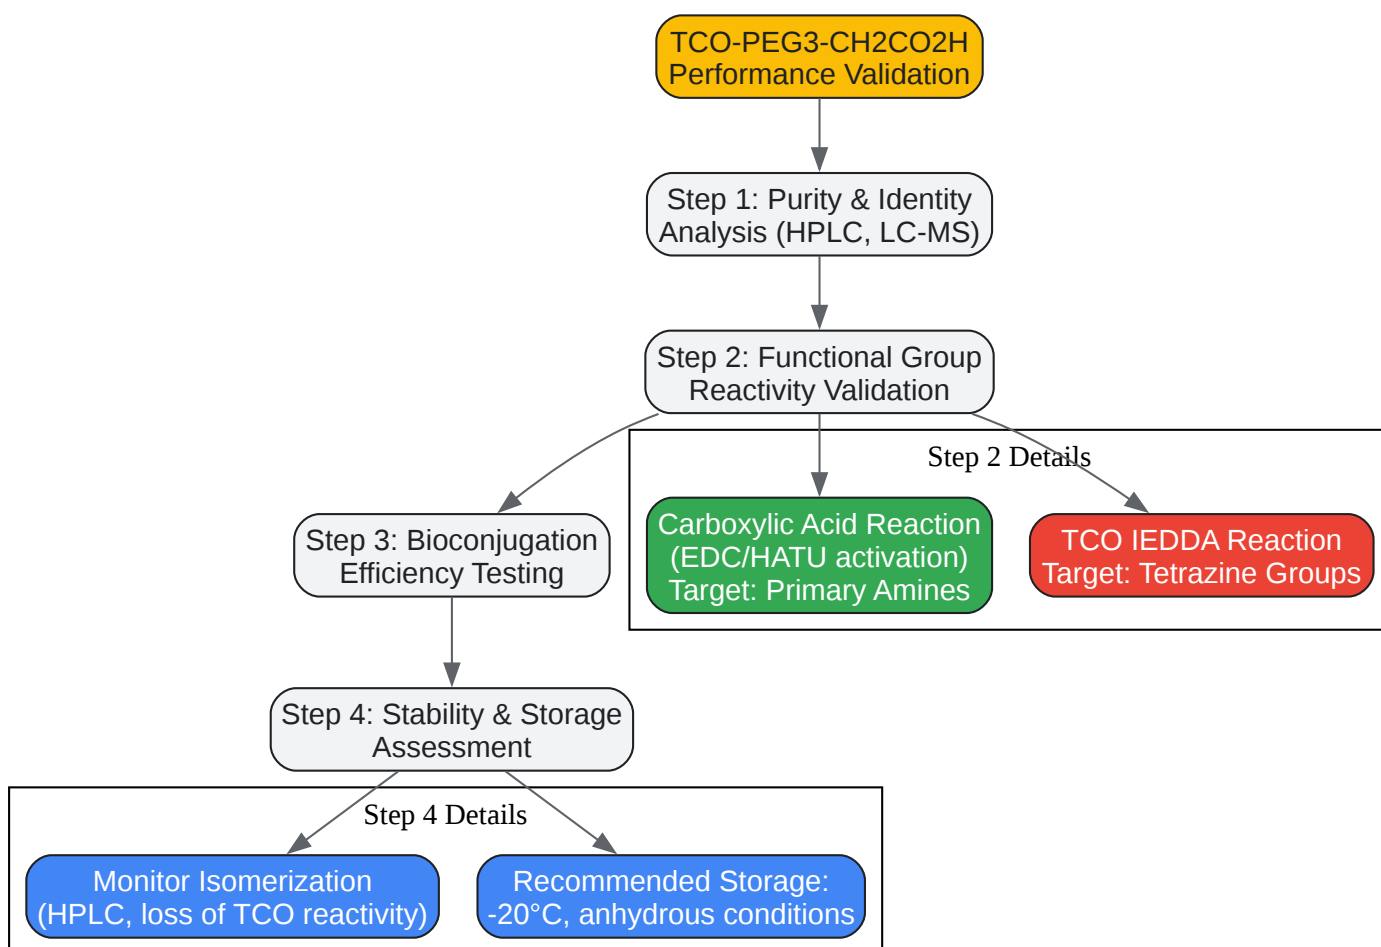 TCO-PEG3-CH2CO2H
Performance Validation
Step 1: Purity & Identity
Analysis (HPLC, LC-MS)
Step 2: Functional Group
Reactivity Validation
Step 2 Details
Carboxylic Acid Reaction
(EDC/HATU activation)
Target: Primary Amines
TCO IEDDA Reaction
Target: Tetrazine Groups
Step 3: Bioconjugation
Efficiency Testing
Step 4: Stability & Storage
Assessment
Step 4 Details
Monitor Isomerization
(HPLC, loss of TCO reactivity)
Recommended Storage:
-20°C, anhydrous conditions